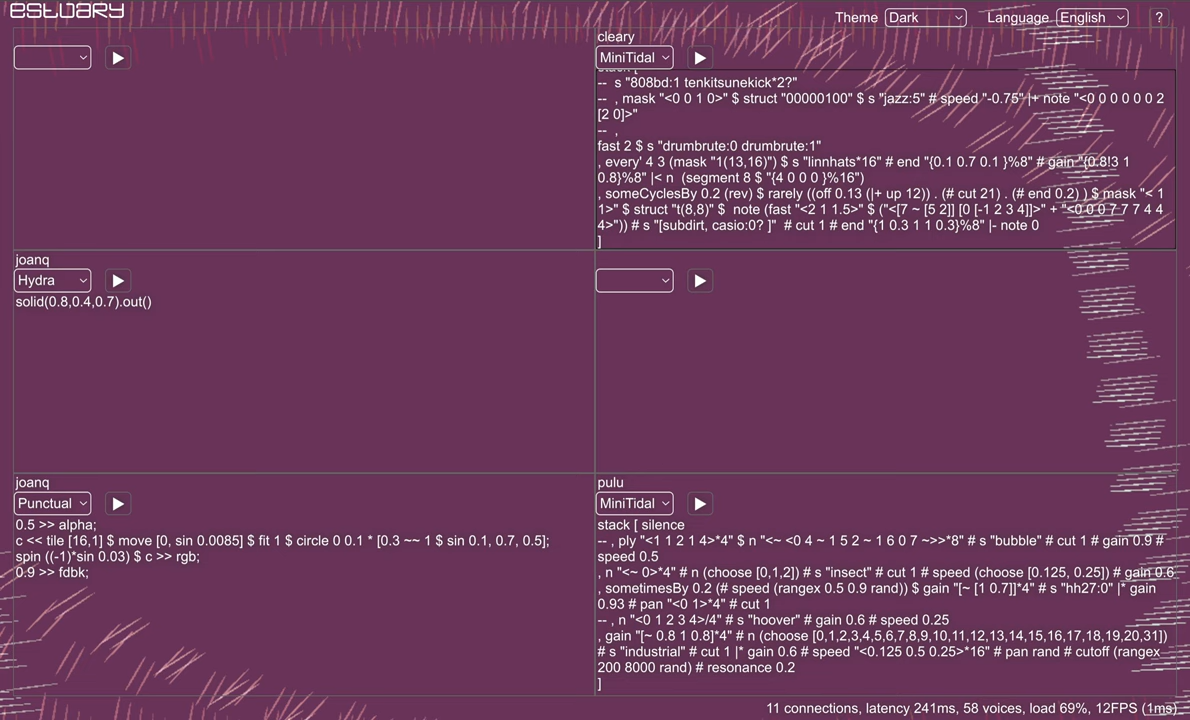 estuary
Theme Dark Language English ?
cleary
MiniTidal
-- s "808bd:1 tenkitsunekick*2?"
-- , mask "<0 0 1 0>" $ struct "00000100" $ s "jazz:5" # speed "-0.75" |+ note "<0 0 0 0 0 0 2
[2 0]>"
-- ,
fast 2 $ s "drumbrute:0 drumbrute:1"
, every' 4 3 (mask "1(13,16)") $ s "linnhats*16" # end "{0.1 0.7 0.1 }%8" # gain "{0.8!3 1
0.8}%8" |< n (segment 8 $ "{4 0 0 0 }%16")
, someCyclesBy 0.2 (rev) $ rarely ((off 0.13 (|+ up 12)) . (# cut 21) . (# end 0.2) ) $ mask "< 1
1>" $ struct "t(8,8)" $ note (fast "<2 1 1.5>" $ ("<[7 ~ [5 2]] [0 [-1 2 3 4]]>" + "<0 0 0 7 7 7 4 4
4>")) # s "[subdirt, casio:0? ]" # cut 1 # end "{1 0.3 1 1 0.3}%8" |- note 0
]
joanq
Hydra
solid(0.8,0.4,0.7).out()
joanq
Punctual
0.5 >> alpha;
c << tile [16,1] $ move [0, sin 0.0085] $ fit 1 $ circle 0 0.1 * [0.3 ~~ 1 $ sin 0.1, 0.7, 0.5];
spin ((-1)*sin 0.03) $ c >> rgb;
0.9 >> fdbk;
pulu
MiniTidal
stack [ silence
-- , ply "<1 1 2 1 4>*4" $ n "<~ <0 4 ~ 1 5 2 ~ 1 6 0 7 ~>>*8" # s "bubble" # cut 1 # gain 0.9 #
speed 0.5
, n "<~ 0>*4" # n (choose [0,1,2]) # s "insect" # cut 1 # speed (choose [0.125, 0.25]) # gain 0.6
, sometimesBy 0.2 (# speed (rangex 0.5 0.9 rand)) $ gain "[~ [1 0.7]]*4" # s "hh27:0" |* gain
0.93 # pan "<0 1>*4" # cut 1
-- , n "<0 1 2 3 4>/4" # s "hoover" # gain 0.6 # speed 0.25
, gain "[~ 0.8 1 0.8]*4" # n (choose [0,1,2,3,4,5,6,7,8,9,10,11,12,13,14,15,16,17,18,19,20,31])
# s "industrial" # cut 1 |* gain 0.6 # speed "<0.125 0.5 0.25>*16" # pan rand # cutoff (rangex
200 8000 rand) # resonance 0.2
]
11 connections, latency 241ms, 58 voices, load 69%, 12FPS (1ms)